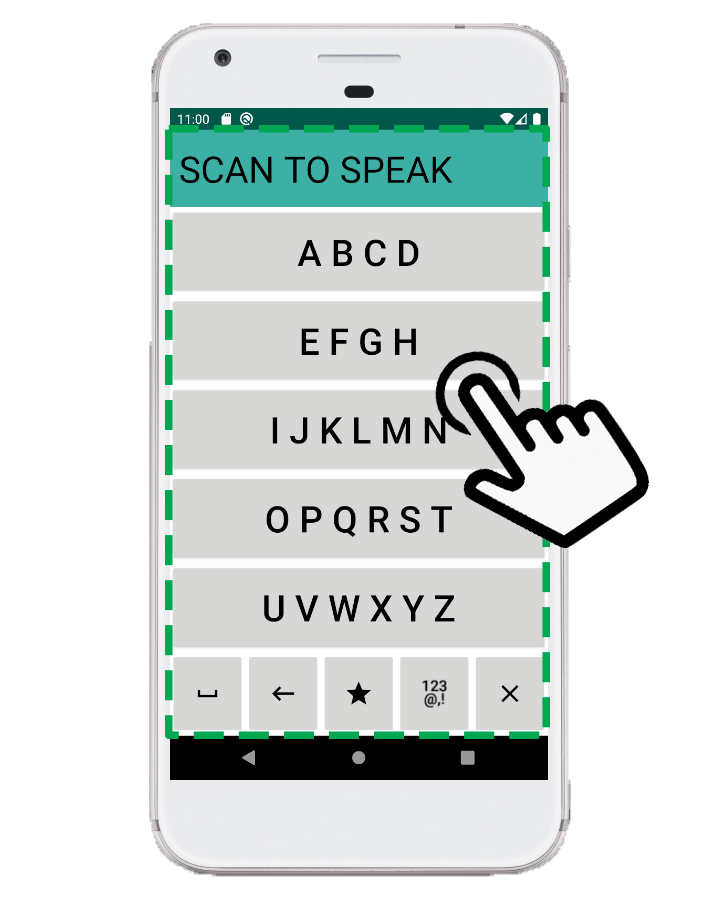 11:00
SCAN TO SPEAK
A B C D
E F G H
I J K L M N
O P Q R S T
U V W X Y Z
123
@,!